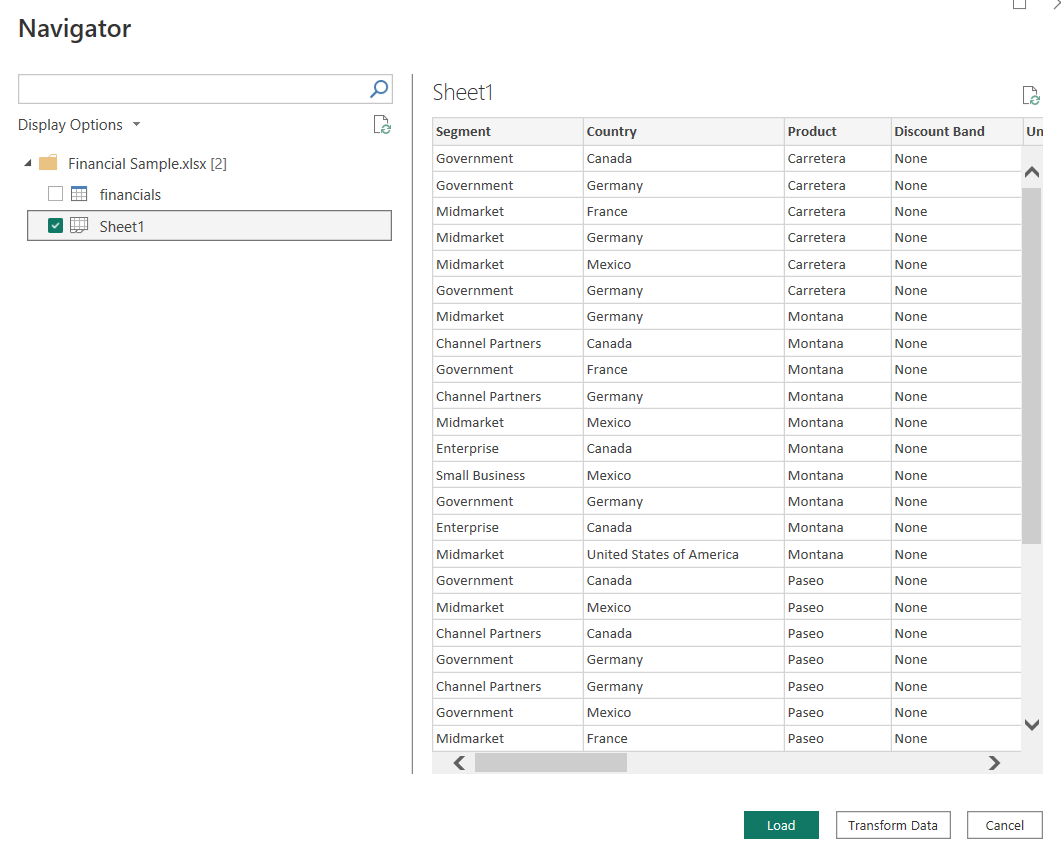 Navigator
Display Options
Financial Sample.xlsx [2]
financials
Sheet1
Sheet1
Segment Country Product Discount Band Un
Government Canada Carretera None
Government Germany Carretera None
Midmarket France Carretera None
Midmarket Germany Carretera None
Midmarket Mexico Carretera None
Government Germany Carretera None
Midmarket Germany Montana None
Channel Partners Canada Montana None
Government France Montana None
Channel Partners Germany Montana None
Midmarket Mexico Montana None
Enterprise Canada Montana None
Small Business Mexico Montana None
Government Germany Montana None
Enterprise Canada Montana None
Midmarket United States of America Montana None
Government Canada Paseo None
Midmarket Mexico Paseo None
Channel Partners Canada Paseo None
Government Germany Paseo None
Channel Partners Germany Paseo None
Government Mexico Paseo None
Midmarket France Paseo None
Load Transform Data Cancel